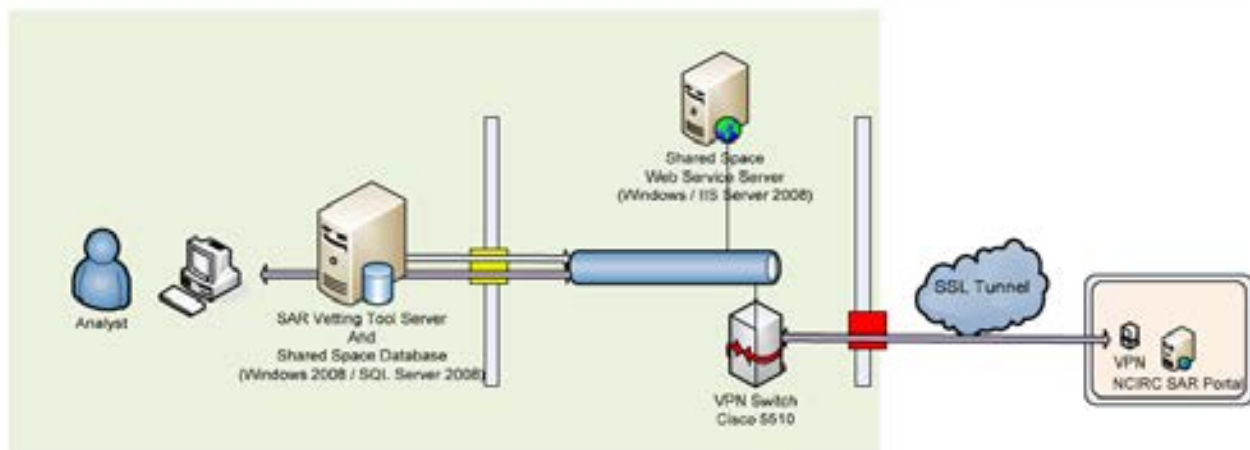 Analyst
SAR Vetting Tool Server
And
Shared Space Database
(Windows 2008 / SQL Server 2008)
Shared Space
Web Service Server
(Windows / IIS Server 2008)
VPN Switch
Cisco 5510
SSL Tunnel
VPN
NCIRC SAR Portal